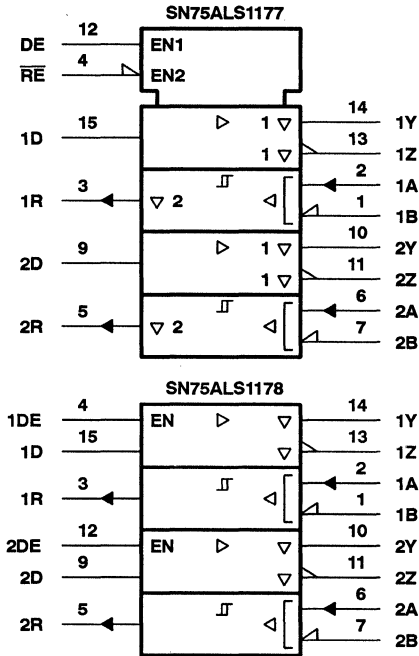 SN75ALS1177
DE 12 EN1
RE 4 EN2
1D 15 1 14 1Y
1 13 1Z
1R 3 2 2 1A
1 1B
2D 9 1 10 2Y
1 11 2Z
2R 5 2 6 2A
7 2B
SN75ALS1178
1DE 4 EN 14 1Y
1D 15 13 1Z
1R 3 2 1A
1 1B
2DE 12 EN 10 2Y
2D 9 11 2Z
2R 5 6 2A
7 2B